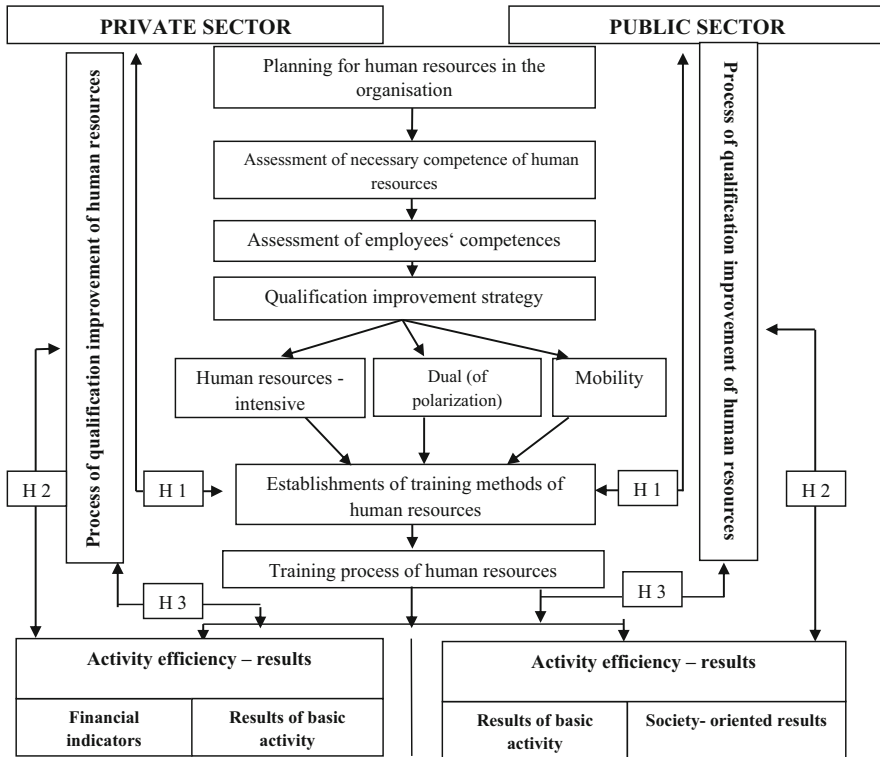 PRIVATE SECTOR
PUBLIC SECTOR
Process of qualification improvement of human resources
Planning for human resources in the
organisation
Process of qualification improvement of human resources
Assessment of necessary competence of human
resources
Assessment of employees‘ competences
Qualification improvement strategy
Human resources -
intensive
Dual (of
polarization)
Mobility
H 2
H 1
Establishments of training methods of
human resources
H 1
H 2
Training process of human resources
H 3
H 3
Activity efficiency – results
Financial
indicators
Results of basic
activity
Activity efficiency – results
Results of basic
activity
Society- oriented results